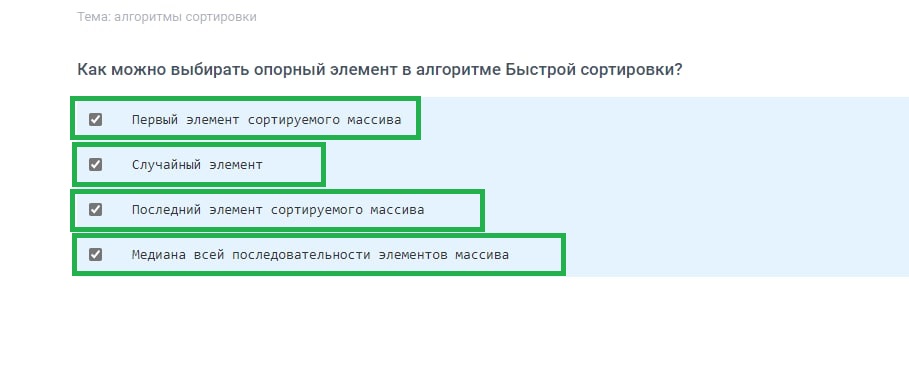 Тема: алгоритмы сортировки
Как можно выбирать опорный элемент в алгоритме Быстрой сортировки?
Первый элемент сортируемого массива
Случайный элемент
Последний элемент сортируемого массива
Медиана всей последовательности элементов массива